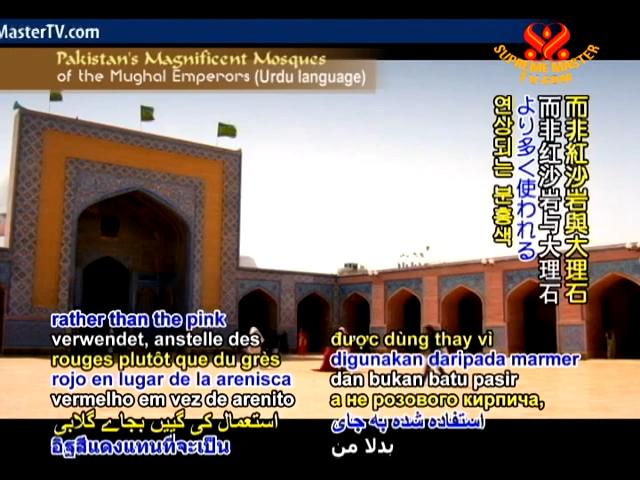 MasterTV.com
Pakistan's Magnificent Mosques
of the Mughal Emperors (Urdu language)
SUPREME MASTER
TV.COM
而非紅沙岩與大理石
而非红沙岩与大理石
より多く使われる
연상되는 분홍색
rather than the pink
verwendet, anstelle des
rouges plutôt que du grès
rojo en lugar de la arenisca
vermelho em vez de arenito
استعمال کی گییں بجاے گلابی
อิฐสีแดงแทนที่จะเป็น
được dùng thay vì
digunakan daripada marmer
dan bukan batu pasir
а не розового кирпича,
استفاده شده به جای
بدلا من